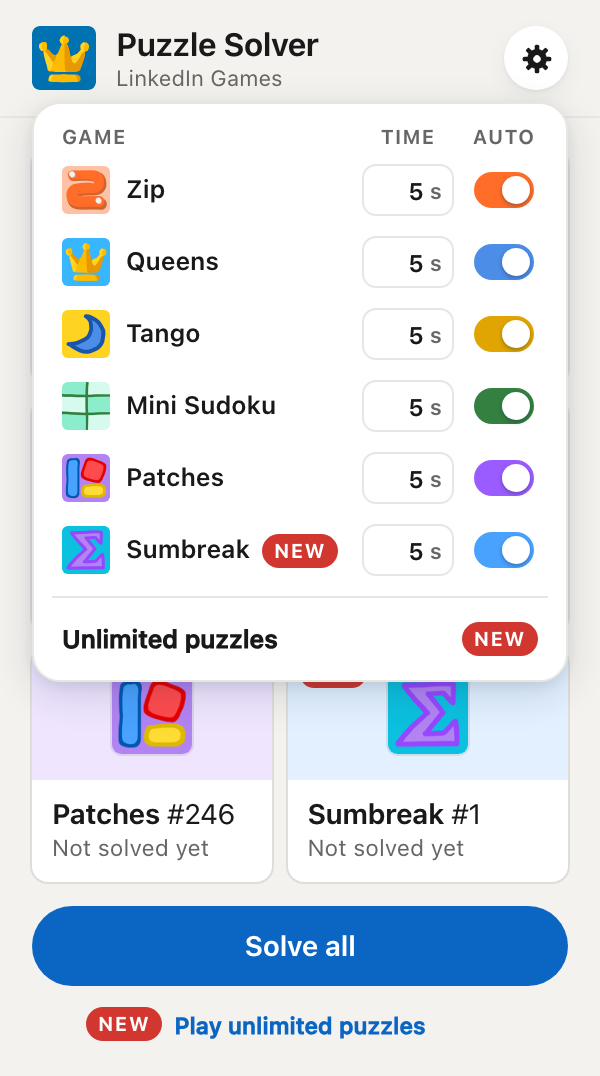 Puzzle Solver
LinkedIn Games
GAME TIME AUTO
Zip 5 s
Queens 5 s
Tango 5 s
Mini Sudoku 5 s
Patches 5 s
Sumbreak NEW 5 s
Unlimited puzzles NEW
Patches #246 Sumbreak #1
Not solved yet Not solved yet
Solve all
NEW Play unlimited puzzles